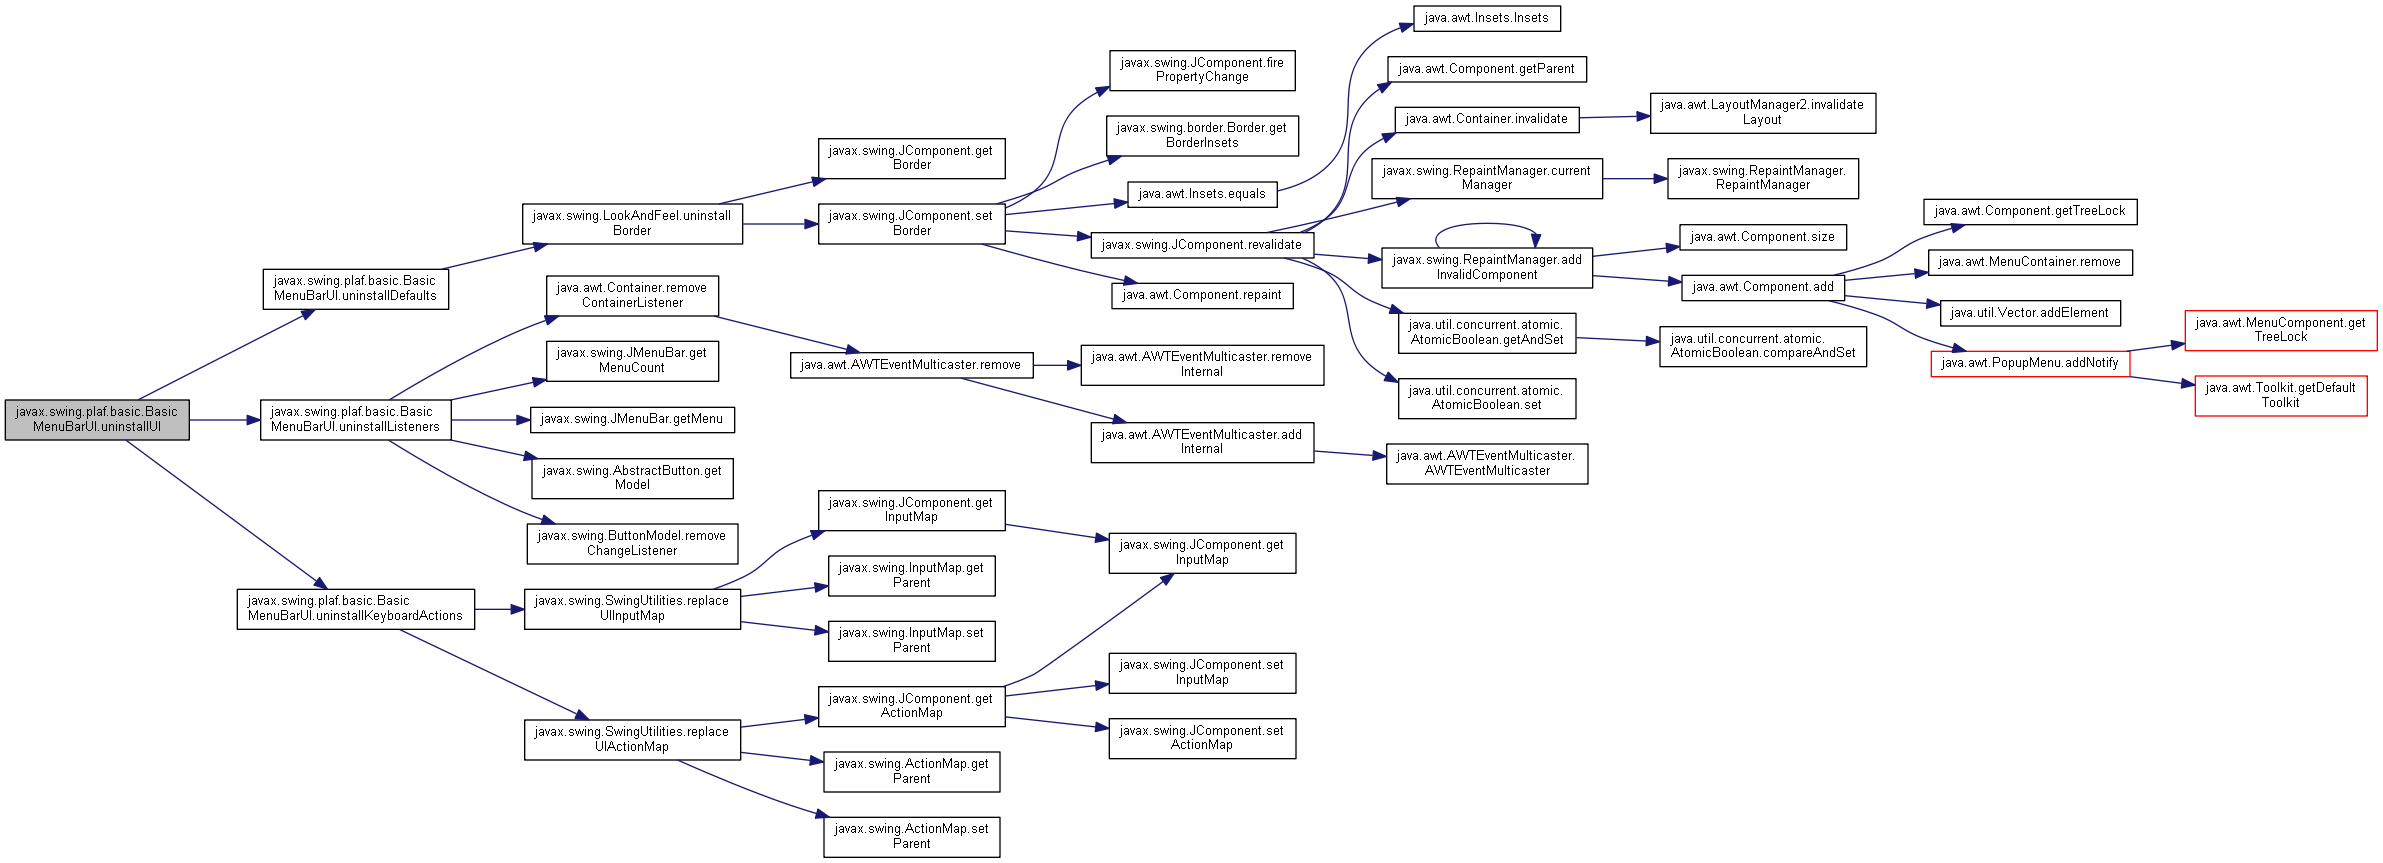 javax.swing.plaf.basic.Basic
MenuBarUI.uninstallUI
javax.swing.plaf.basic.Basic
MenuBarUI.uninstallDefaults
javax.swing.plaf.basic.Basic
MenuBarUI.uninstallListeners
javax.swing.plaf.basic.Basic
MenuBarUI.uninstallKeyboardActions
javax.swing.LookAndFeel.uninstall
Border
java.awt.Container.remove
ContainerListener
javax.swing.JMenuBar.get
MenuCount
javax.swing.JMenuBar.getMenu
javax.swing.AbstractButton.get
Model
javax.swing.ButtonModel.remove
ChangeListener
javax.swing.SwingUtilities.replace
UIInputMap
javax.swing.SwingUtilities.replace
UIActionMap
javax.swing.JComponent.get
Border
javax.swing.JComponent.set
Border
java.awt.AWTEventMulticaster.remove
javax.swing.JComponent.get
InputMap
javax.swing.InputMap.get
Parent
javax.swing.InputMap.set
Parent
javax.swing.JComponent.get
ActionMap
javax.swing.ActionMap.get
Parent
javax.swing.ActionMap.set
Parent
javax.swing.JComponent.fire
PropertyChange
javax.swing.border.Border.get
BorderInsets
java.awt.Insets.equals
javax.swing.JComponent.revalidate
java.awt.Component.repaint
java.awt.AWTEventMulticaster.remove
Internal
java.awt.AWTEventMulticaster.add
Internal
javax.swing.JComponent.get
InputMap
javax.swing.JComponent.set
InputMap
javax.swing.JComponent.set
ActionMap
java.awt.Insets.Insets
java.awt.Component.getParent
java.awt.Container.invalidate
javax.swing.RepaintManager.current
Manager
javax.swing.RepaintManager.add
InvalidComponent
java.util.concurrent.atomic.
AtomicBoolean.getAndSet
java.util.concurrent.atomic.
AtomicBoolean.set
java.awt.AWTEventMulticaster.
AWTEventMulticaster
java.awt.LayoutManager2.invalidate
Layout
javax.swing.RepaintManager.
RepaintManager
java.awt.Component.size
java.awt.Component.add
java.util.concurrent.atomic.
AtomicBoolean.compareAndSet
java.awt.Component.getTreeLock
java.awt.MenuContainer.remove
java.util.Vector.addElement
java.awt.PopupMenu.addNotify
java.awt.MenuComponent.get
TreeLock
java.awt.Toolkit.getDefault
Toolkit